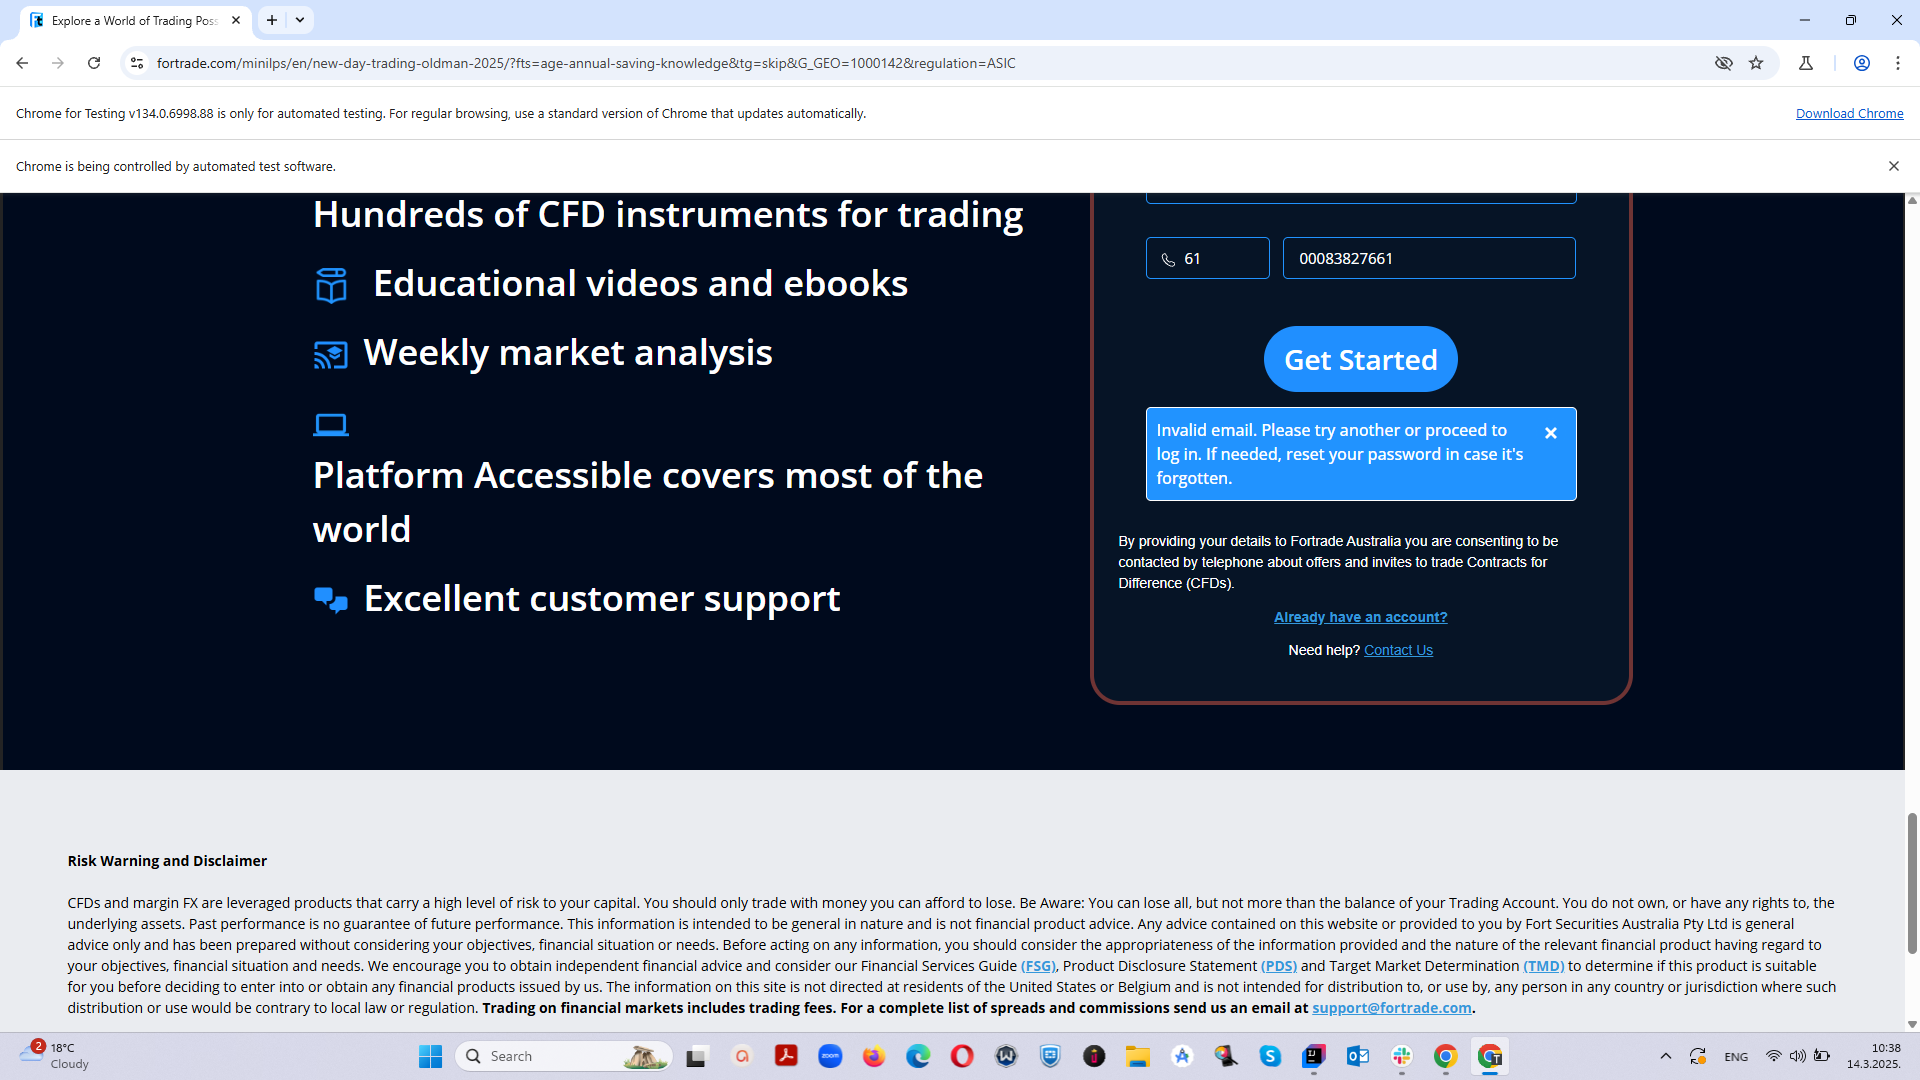 Explore a World of Trading Poss
fortrade.com/minilps/en/new-day-trading-oldman-2025/?fts=age-annual-saving-knowledge&tg=skip&G_GEO=1000142&regulation=ASIC
Chrome for Testing v134.0.6998.88 is only for automated testing. For regular browsing, use a standard version of Chrome that updates automatically.
Download Chrome
Chrome is being controlled by automated test software.
Hundreds of CFD instruments for trading
Educational videos and ebooks
Weekly market analysis
Platform Accessible covers most of the
world
Excellent customer support
61
00083827661
Get Started
Invalid email. Please try another or proceed to
log in. If needed, reset your password in case it's
forgotten.
By providing your details to Fortrade Australia you are consenting to be
contacted by telephone about offers and invites to trade Contracts for
Difference (CFDs).
Already have an account?
Need help? Contact Us
Risk Warning and Disclaimer
CFDs and margin FX are leveraged products that carry a high level of risk to your capital. You should only trade with money you can afford to lose. Be Aware: You can lose all, but not more than the balance of your Trading Account. You do not own, or have any rights to, the
underlying assets. Past performance is no guarantee of future performance. This information is intended to be general in nature and is not financial product advice. Any advice contained on this website or provided to you by Fort Securities Australia Pty Ltd is general
advice only and has been prepared without considering your objectives, financial situation or needs. Before acting on any information, you should consider the appropriateness of the information provided and the nature of the relevant financial product having regard to
your objectives, financial situation and needs. We encourage you to obtain independent financial advice and consider our Financial Services Guide (FSG), Product Disclosure Statement (PDS) and Target Market Determination (TMD) to determine if this product is suitable
for you before deciding to enter into or obtain any financial products issued by us. The information on this site is not directed at residents of the United States or Belgium and is not intended for distribution to, or use by, any person in any country or jurisdiction where such
distribution or use would be contrary to local law or regulation. Trading on financial markets includes trading fees. For a complete list of spreads and commissions send us an email at support@fortrade.com.
2
18°C
Cloudy
Search
zoom
ENG
10:38
14.3.2025.